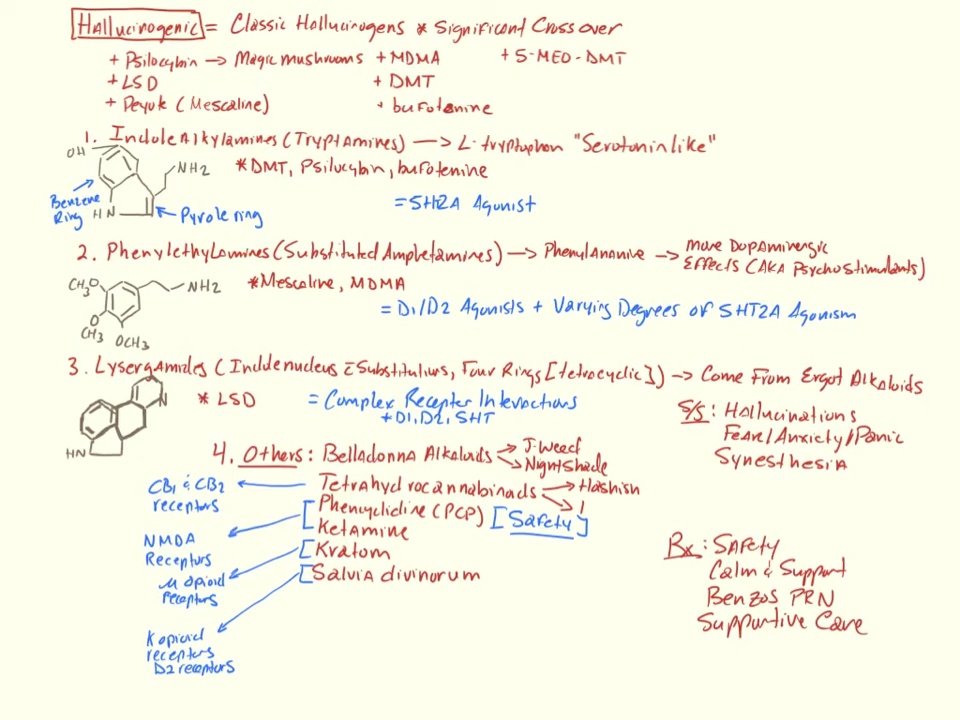 Hallucinogenic = Classic Hallucinogens * Significant Crossover
+ Psilocybin → Magic mushrooms + MDMA + 5-MEO-DMT
+ LSD + DMT
+ Peyote (Mescaline) + bufotenine
1. Indole Alkylamines (Tryptamines) → L-tryptophan "Serotonin like"
OH
NH2 * DMT, Psilocybin, bufotenine
Benzene Ring
HN
Pyrole ring
= 5HT2A Agonist
2. Phenylethylamines (Substituted Amphetamines) → Phenylananine → more Dopaminergic Effects (AKA Psychostimulants)
CH3O
NH2 * Mescaline, MDMA
= D1/D2 Agonists + Varying Degrees of 5HT2A Agonism
O
CH3 OCH3
3. Lysergamides (Indole nucleus c̄ Substitutions, Four Rings [tetrocyclic]) → Come From Ergot Alkaloids
N
HN
* LSD = Complex Receptor Interactions
+ D1, D2, 5HT
S/S: Hallucinations
Fear/Anxiety/Panic
Synesthesia
4. Others: Belladonna Alkaloids → J-weed
→ Nightshade
CB1 & CB2 receptors ← Tetrahydrocannabinoids → Hashish
[Phencyclidine (PCP) [Safety]
Ketamine
NMDA Receptors
[Kratom
μ opioid receptors
[Salvia divinorum
K opioid receptors
D2 receptors
Rx: Safety
Calm & Support
Benzos PRN
Supportive Care